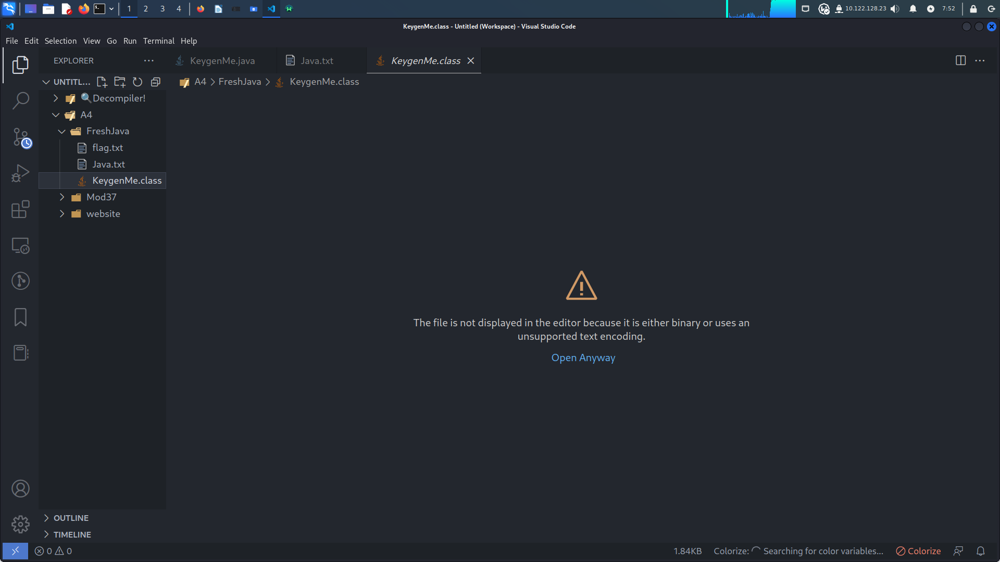 1
2
3
4
10.122.128.23
7:52
KeygenMe.class - Untitled (Workspace) - Visual Studio Code
File Edit Selection View Go Run Terminal Help
EXPLORER
KeygenMe.java
Java.txt
KeygenMe.class
UNTITL...
A4 > FreshJava > KeygenMe.class
🔍Decompiler!
A4
FreshJava
flag.txt
Java.txt
KeygenMe.class
Mod37
website
The file is not displayed in the editor because it is either binary or uses an
unsupported text encoding.
Open Anyway
OUTLINE
TIMELINE
0 0
1.84KB
Colorize: Searching for color variables...
Colorize